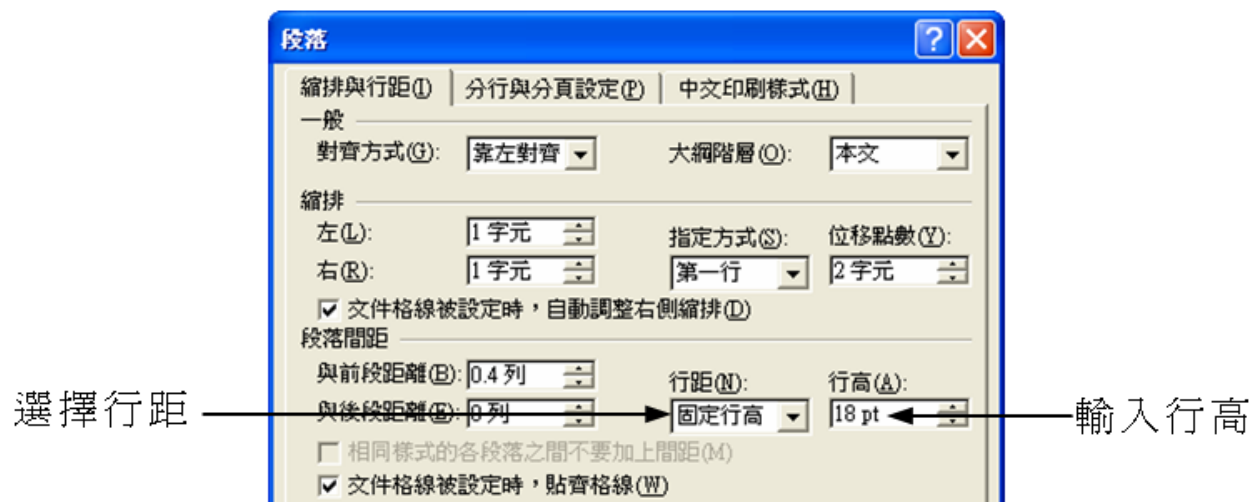 段落
縮排與行距(I) 分行與分頁設定(P) 中文印刷樣式(H)
一般
對齊方式(G): 靠左對齊 大綱階層(O): 本文
縮排
左(L): 1 字元 指定方式(S): 位移點數(Y):
右(R): 1 字元 第一行 2 字元
文件格線被設定時，自動調整右側縮排(D)
段落間距
與前段距離(B): 0.4 列 行距(N): 行高(A):
選擇行距 與後段距離(E): 0 列 固定行高 18 pt 輸入行高
相同樣式的各段落之間不要加上間距(M)
文件格線被設定時，貼齊格線(W)